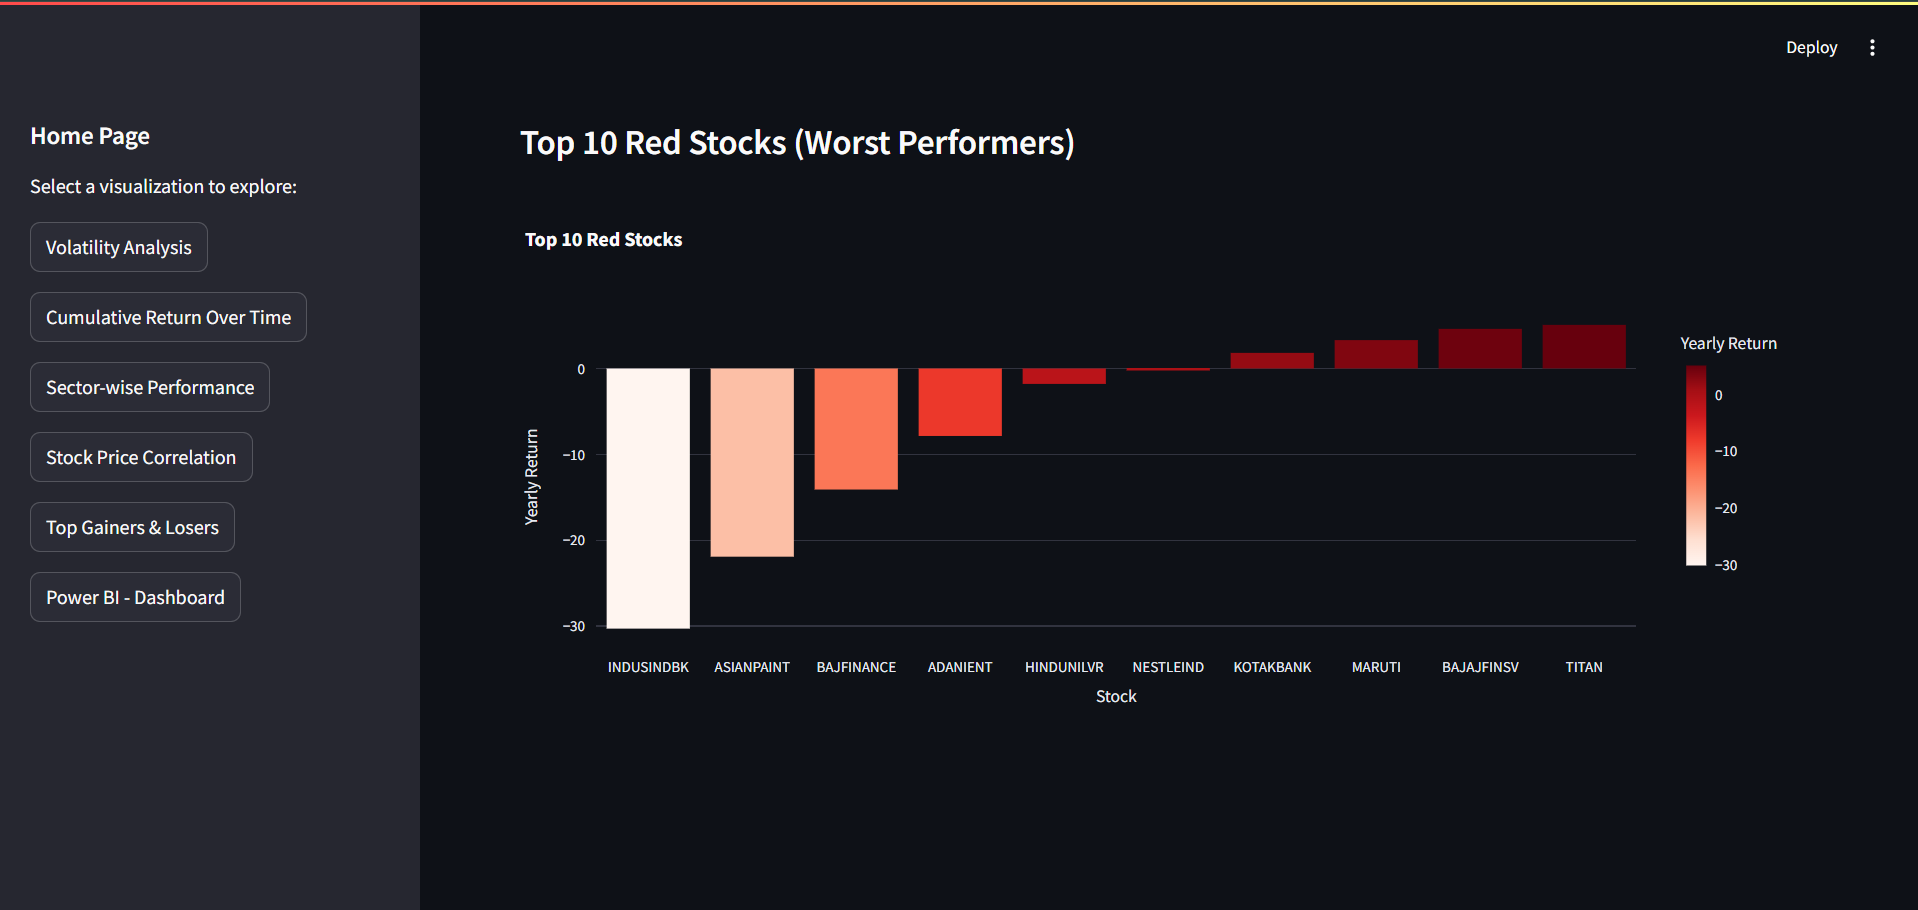 Deploy
Home Page
Select a visualization to explore:
Volatility Analysis
Cumulative Return Over Time
Sector-wise Performance
Stock Price Correlation
Top Gainers & Losers
Power BI - Dashboard
Top 10 Red Stocks (Worst Performers)
Top 10 Red Stocks
Yearly Return
0
−10
−20
−30
INDUSINDBK ASIANPAINT BAJFINANCE ADANIENT HINDUNILVR NESTLEIND KOTAKBANK MARUTI BAJAJFINSV TITAN
Stock
Yearly Return
0
−10
−20
−30